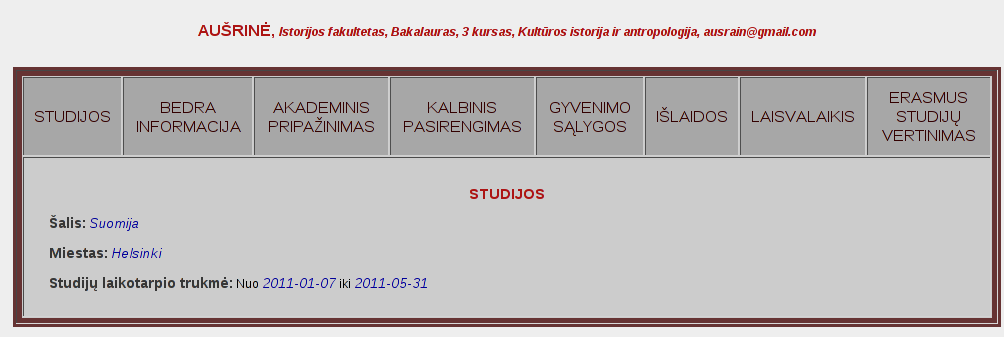 AUŠRINĖ, Istorijos fakultetas, Bakalauras, 3 kursas, Kultūros istorija ir antropologija, ausrain@gmail.com
STUDIJOS
BEDRA
INFORMACIJA
AKADEMINIS
PRIPAŽINIMAS
KALBINIS
PASIRENGIMAS
GYVENIMO
SĄLYGOS
IŠLAIDOS
LAISVALAIKIS
ERASMUS
STUDIJŲ
VERTINIMAS
STUDIJOS
Šalis: Suomija
Miestas: Helsinki
Studijų laikotarpio trukmė: Nuo 2011-01-07 iki 2011-05-31